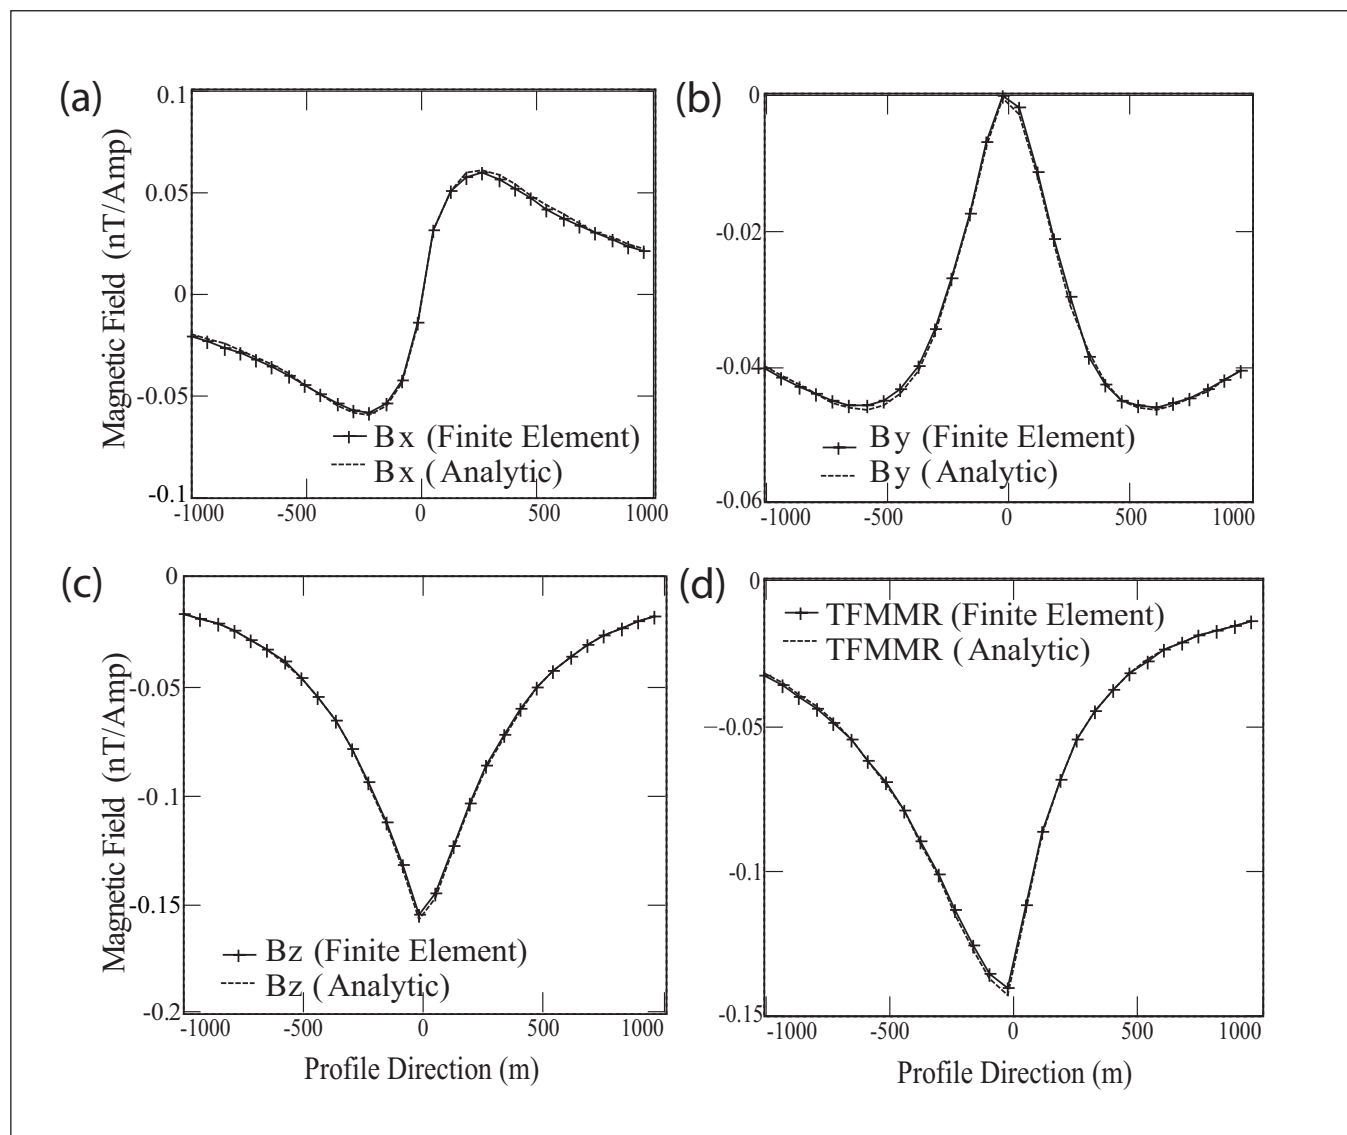 (a)
Magnetic Field (nT/Amp)
0.1
0.05
0
-0.05
-0.1
-1000 -500 0 500 1000
Bx (Finite Element)
Bx (Analytic)
(b)
0
-0.02
-0.04
-0.06
-1000 -500 0 500 1000
By (Finite Element)
By (Analytic)
(c)
Magnetic Field (nT/Amp)
0
-0.05
-0.1
-0.15
-0.2
-1000 -500 0 500 1000
Bz (Finite Element)
Bz (Analytic)
Profile Direction (m)
(d)
0
-0.05
-0.1
-0.15
-1000 -500 0 500 1000
TFMMR (Finite Element)
TFMMR (Analytic)
Profile Direction (m)